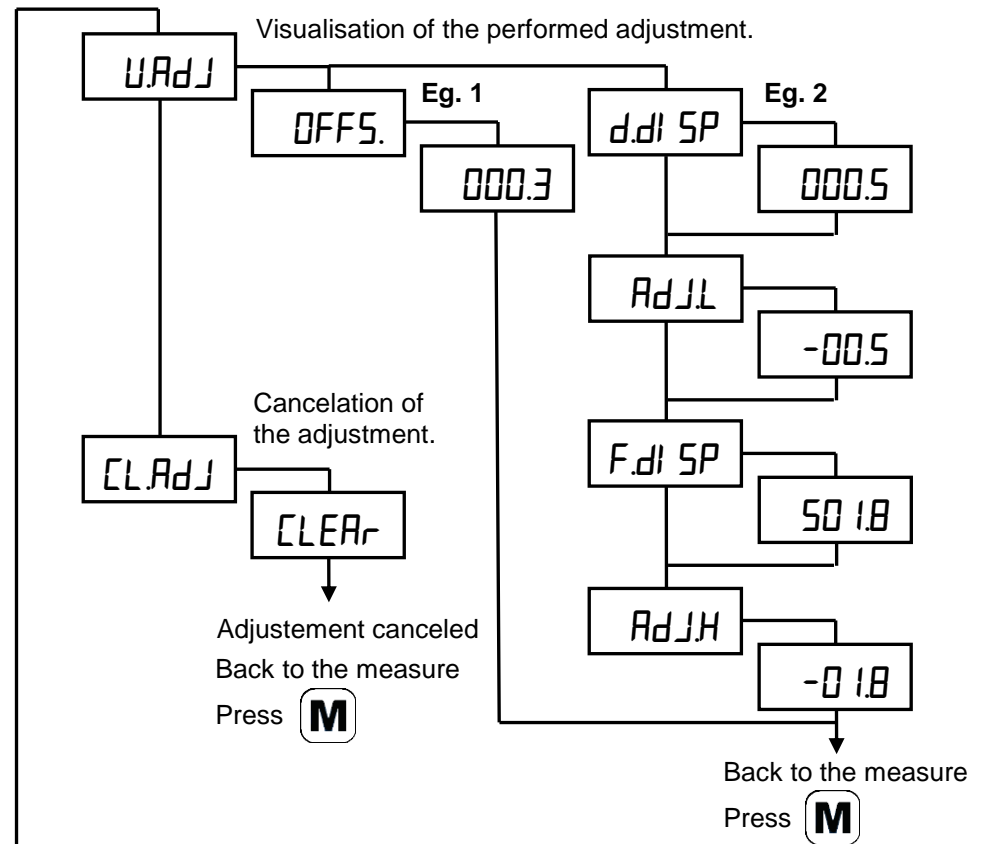 Visualisation of the performed adjustment.
U.AdJ
Eg. 1
Eg. 2
OFFS.
d.diSP
000.3
000.5
AdJ.L
-00.5
Cancelation of
the adjustment.
CL.AdJ
F.diSP
CLEAr
501.8
Adjustement canceled
AdJ.H
Back to the measure
-01.8
Press M
Back to the measure
Press M